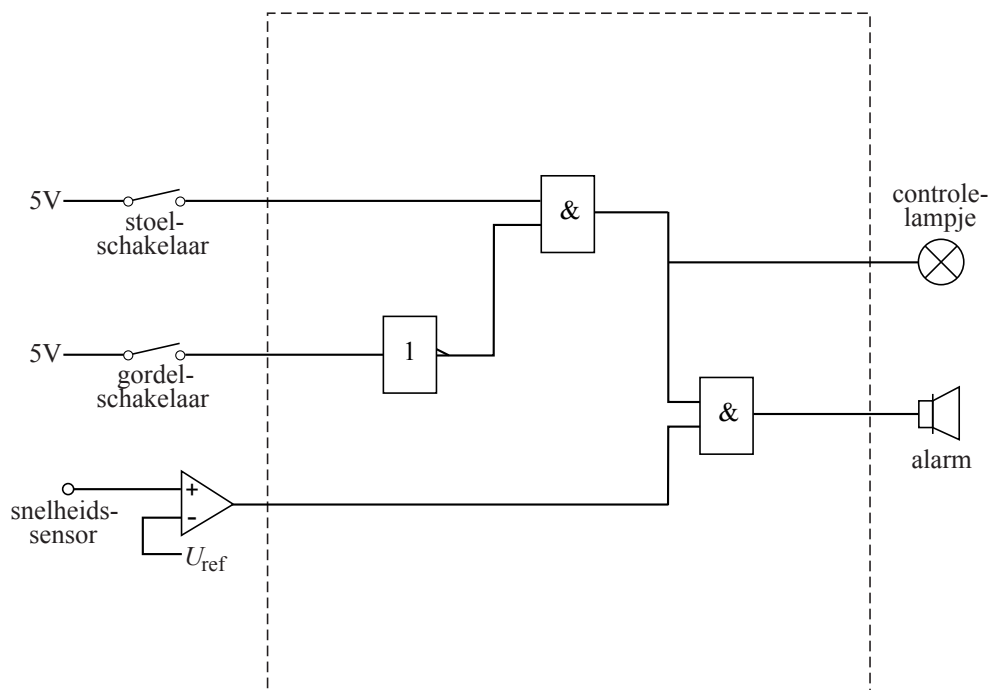 5V
stoel-
schakelaar
&
controle-
lampje
5V
gordel-
schakelaar
1
&
alarm
snelheids-
sensor
+
-
Uref